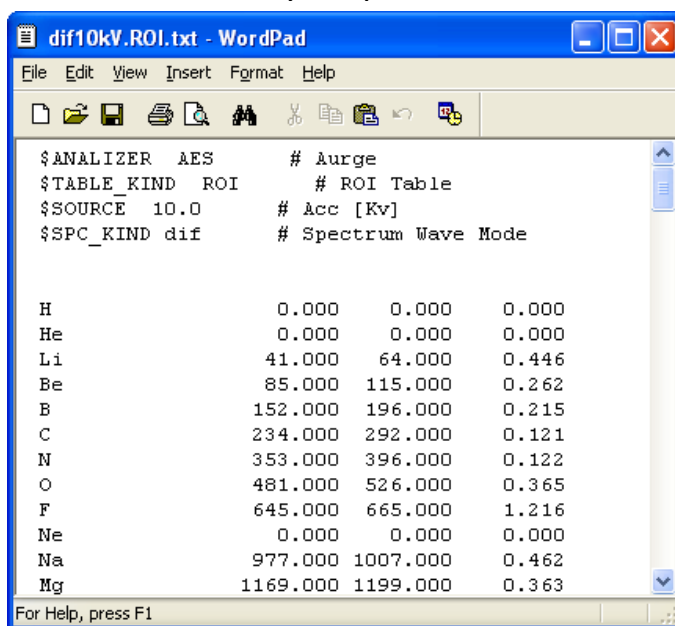 dif10kV.ROI.txt - WordPad
File Edit View Insert Format Help
$ANALIZER AES # Aurge
$TABLE_KIND ROI # ROI Table
$SOURCE 10.0 # Acc [Kv]
$SPC_KIND dif # Spectrum Wave Mode
H 0.000 0.000 0.000
He 0.000 0.000 0.000
Li 41.000 64.000 0.446
Be 85.000 115.000 0.262
B 152.000 196.000 0.215
C 234.000 292.000 0.121
N 353.000 396.000 0.122
O 481.000 526.000 0.365
F 645.000 665.000 1.216
Ne 0.000 0.000 0.000
Na 977.000 1007.000 0.462
Mg 1169.000 1199.000 0.363
For Help, press F1